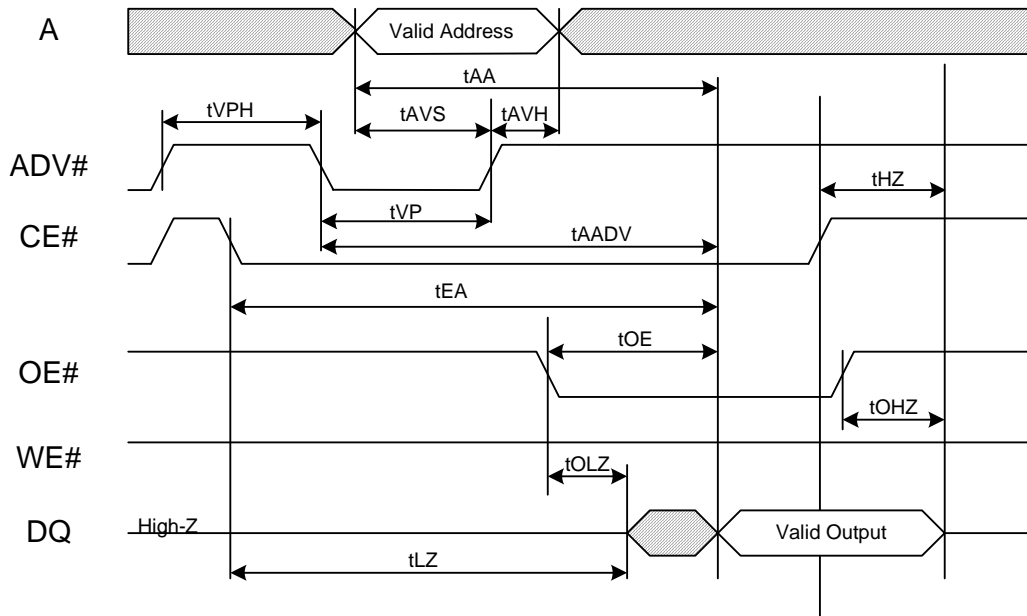 A
Valid Address
tAA
tVPH
tAVS
tAVH
ADV#
tHZ
tVP
CE#
tAADV
tEA
tOE
OE#
tOHZ
WE#
tOLZ
High-Z
DQ
Valid Output
tLZ